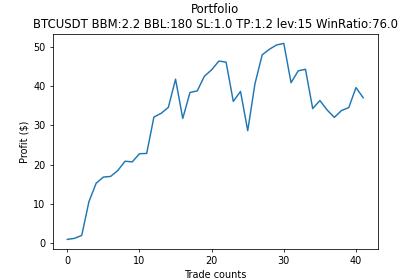 Portfolio
BTCUSDT BBM:2.2 BBL:180 SL:1.0 TP:1.2 lev:15 WinRatio:76.0
50
40
30
20
10
0
Profit ($)
0 10 20 30 40
Trade counts